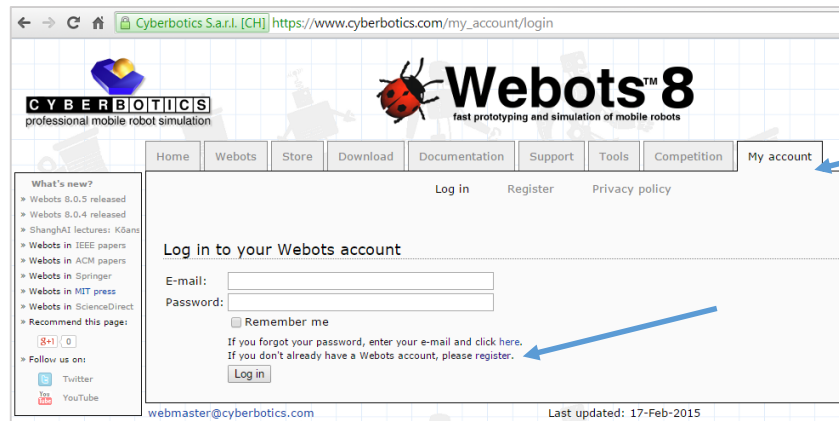 Cyberbotics S.a.r.l. [CH] https://www.cyberbotics.com/my_account/login
CYBERBOTICS
professional mobile robot simulation
Webots™ 8
fast prototyping and simulation of mobile robots
Home Webots Store Download Documentation Support Tools Competition My account
Log in Register Privacy policy
What's new?
» Webots 8.0.5 released
» Webots 8.0.4 released
» ShanghAI lectures: Kōans
» Webots in IEEE papers
» Webots in ACM papers
» Webots in Springer
» Webots in MIT press
» Webots in ScienceDirect
» Recommend this page:
g+1 0
» Follow us on:
Twitter
You Tube YouTube
Log in to your Webots account
E-mail:
Password:
Remember me
If you forgot your password, enter your e-mail and click here.
If you don't already have a Webots account, please register.
Log in
webmaster@cyberbotics.com Last updated: 17-Feb-2015